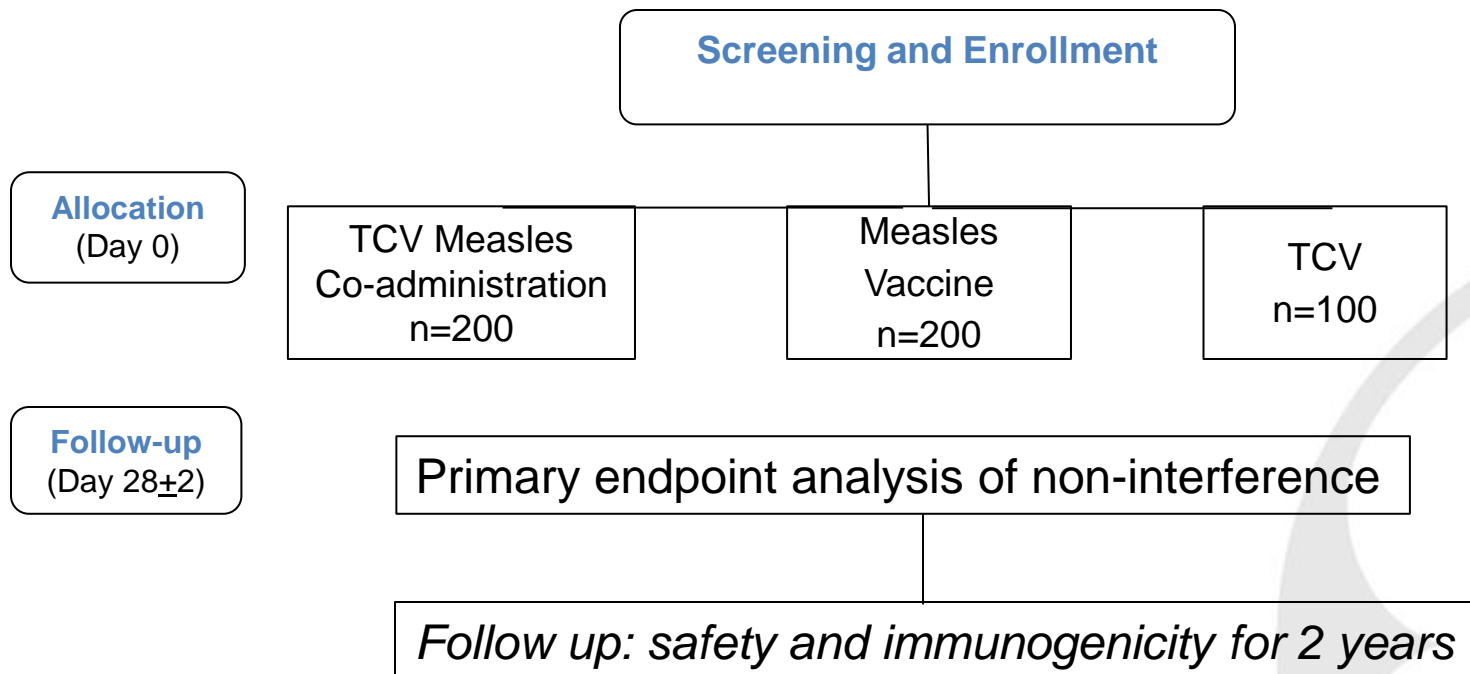 Screening and Enrollment
Allocation
(Day 0)
TCV Measles
Co-administration
n=200
Measles
Vaccine
n=200
TCV
n=100
Follow-up
(Day 28±2)
Primary endpoint analysis of non-interference
Follow up: safety and immunogenicity for 2 years